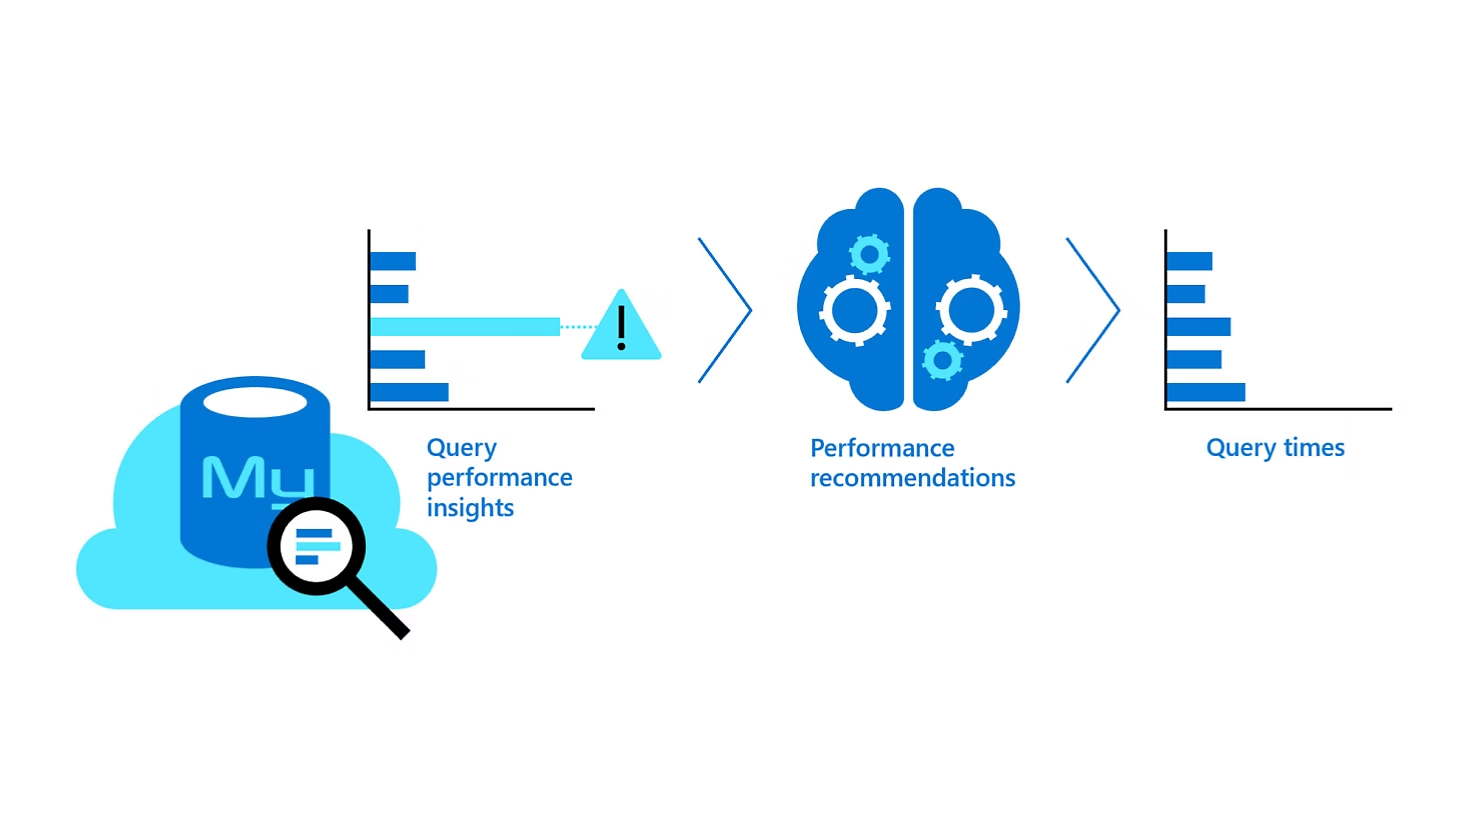 My
!
Query
performance
insights
Performance
recommendations
Query times